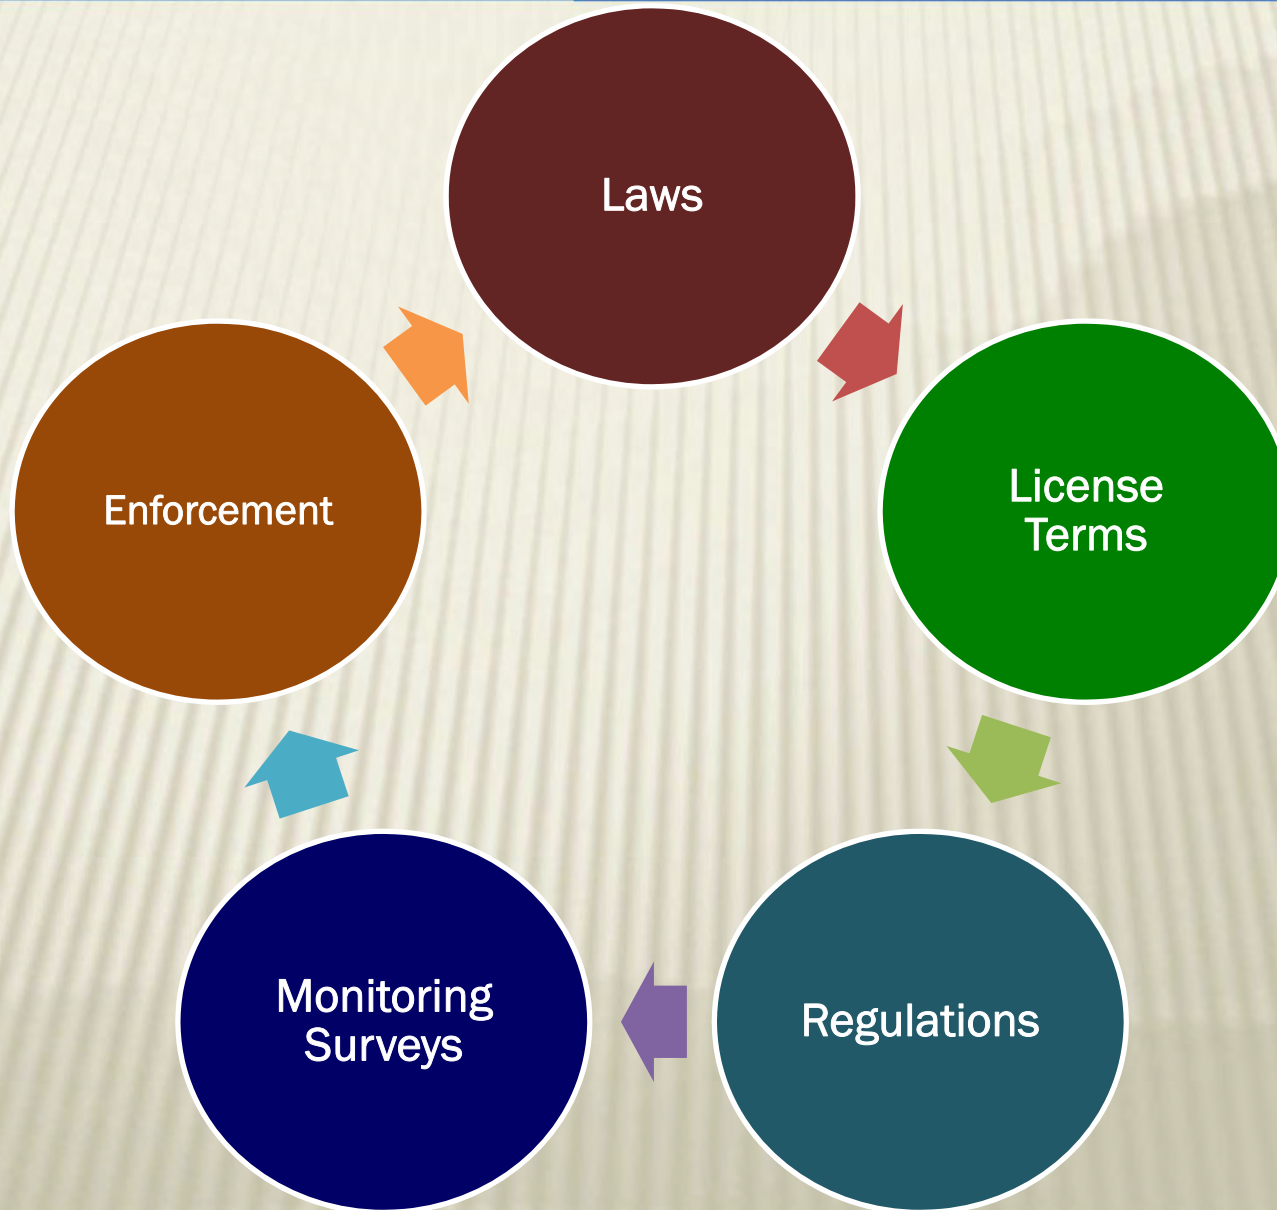 Laws
License
Terms
Regulations
Monitoring
Surveys
Enforcement